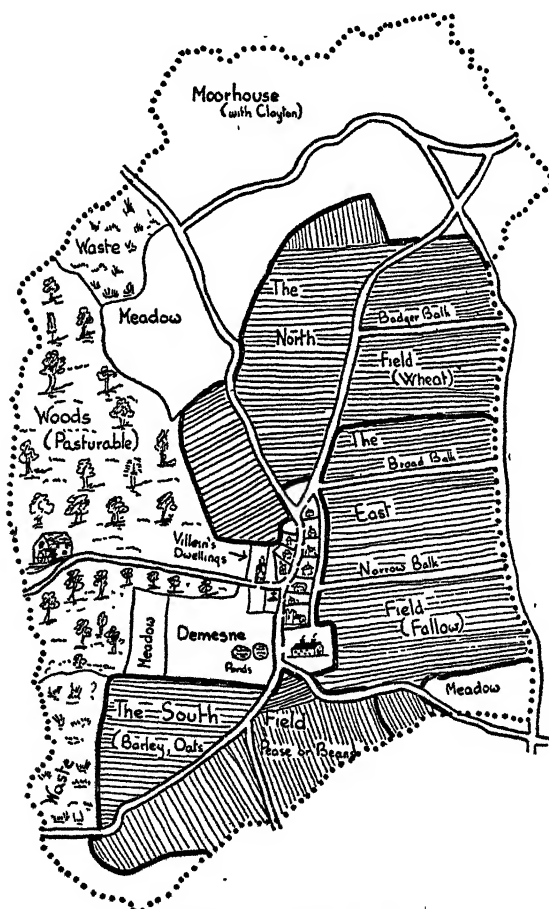 Moorhouse
(with Clayton)
Waste
The
Meadow
North
Badger Balk
Field
(Wheat)
Woods
(Pasturable)
The
Broad Balk
East
Villein's
Dwellings
Narrow Balk
Field
(Fallow)
Meadow
Demesne
Ponds
Meadow
The South
Field
(Barley, Oats
Pease or Beans
Waste